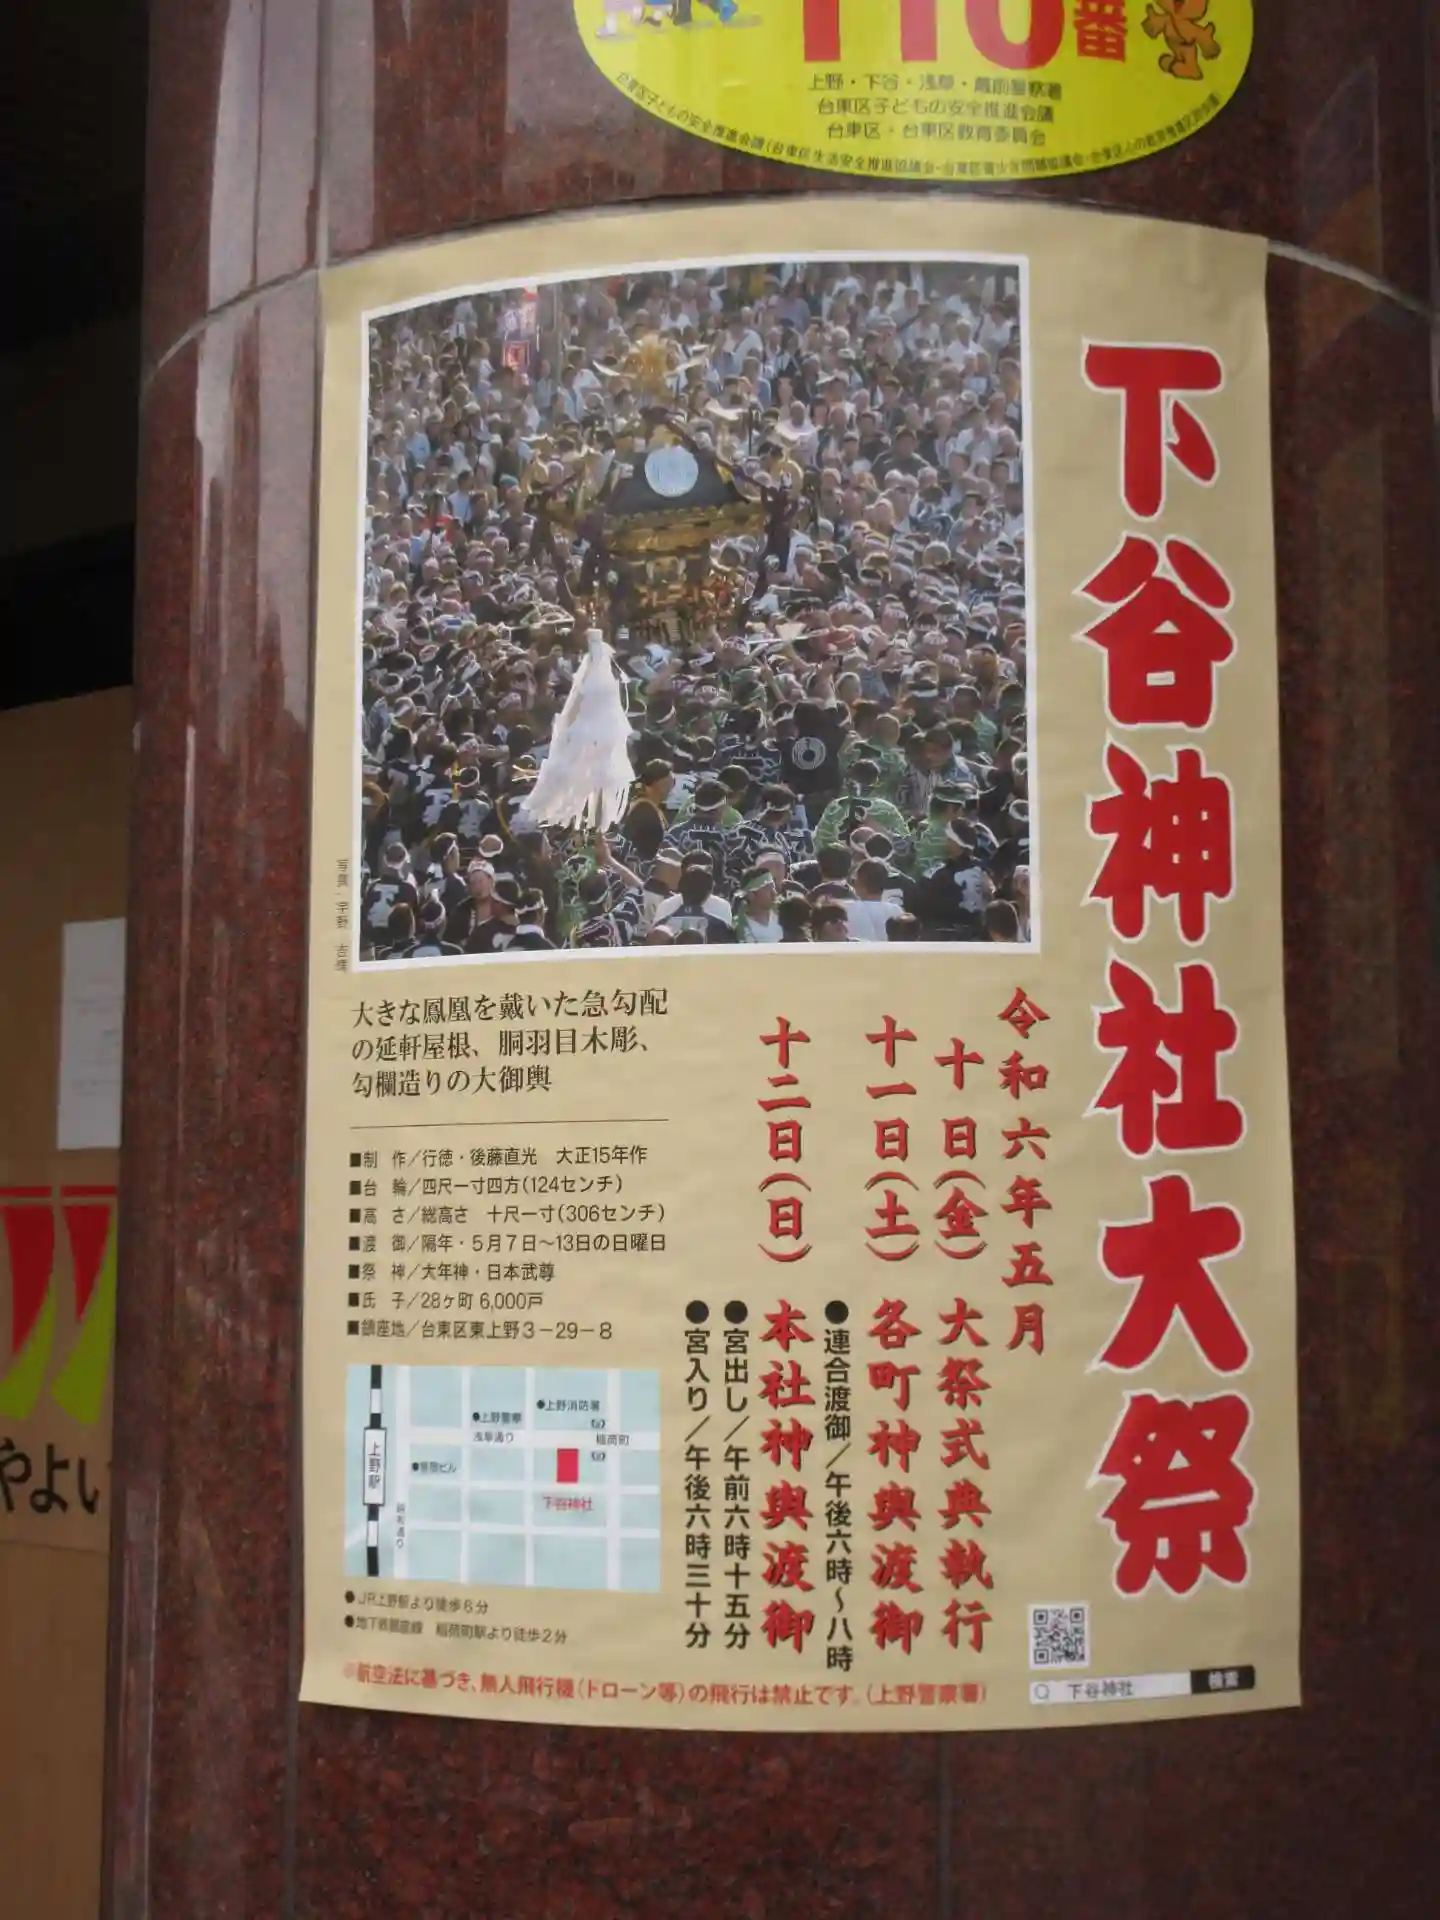 110番
上野・下谷・浅草・蔵前警察署
台東区子どもの安全推進会議
台東区・台東区教育委員会
下谷神社大祭
令和六年五月
十日(金) 大祭式典執行
十一日(土) 各町神輿渡御
●連合渡御/午後六時〜八時
十二日(日) 本社神輿渡御
●宮出し/午前六時十五分
●宮入り/午後六時三十分
大きな鳳凰を戴いた急勾配
の延軒屋根、胴羽目木彫、
勾欄造りの大御輿
■制 作/行徳・後藤直光 大正15年作
■台 輪/四尺一寸四方(124センチ)
■高 さ/総高さ 十尺一寸(306センチ)
■渡 御/隔年・5月7日〜13日の日曜日
■祭 神/大年神・日本武尊
■氏 子/28ヶ町 6,000戸
■鎮座地/台東区東上野3-29-8
●上野消防署
●上野警察
浅草通り
稲荷町
上野駅
下谷神社
昭和通り
●JR上野駅より徒歩6分
●地下鉄銀座線 稲荷町駅より徒歩2分
※航空法に基づき、無人飛行機(ドローン等)の飛行は禁止です。(上野警察署)
下谷神社 検索
やよい